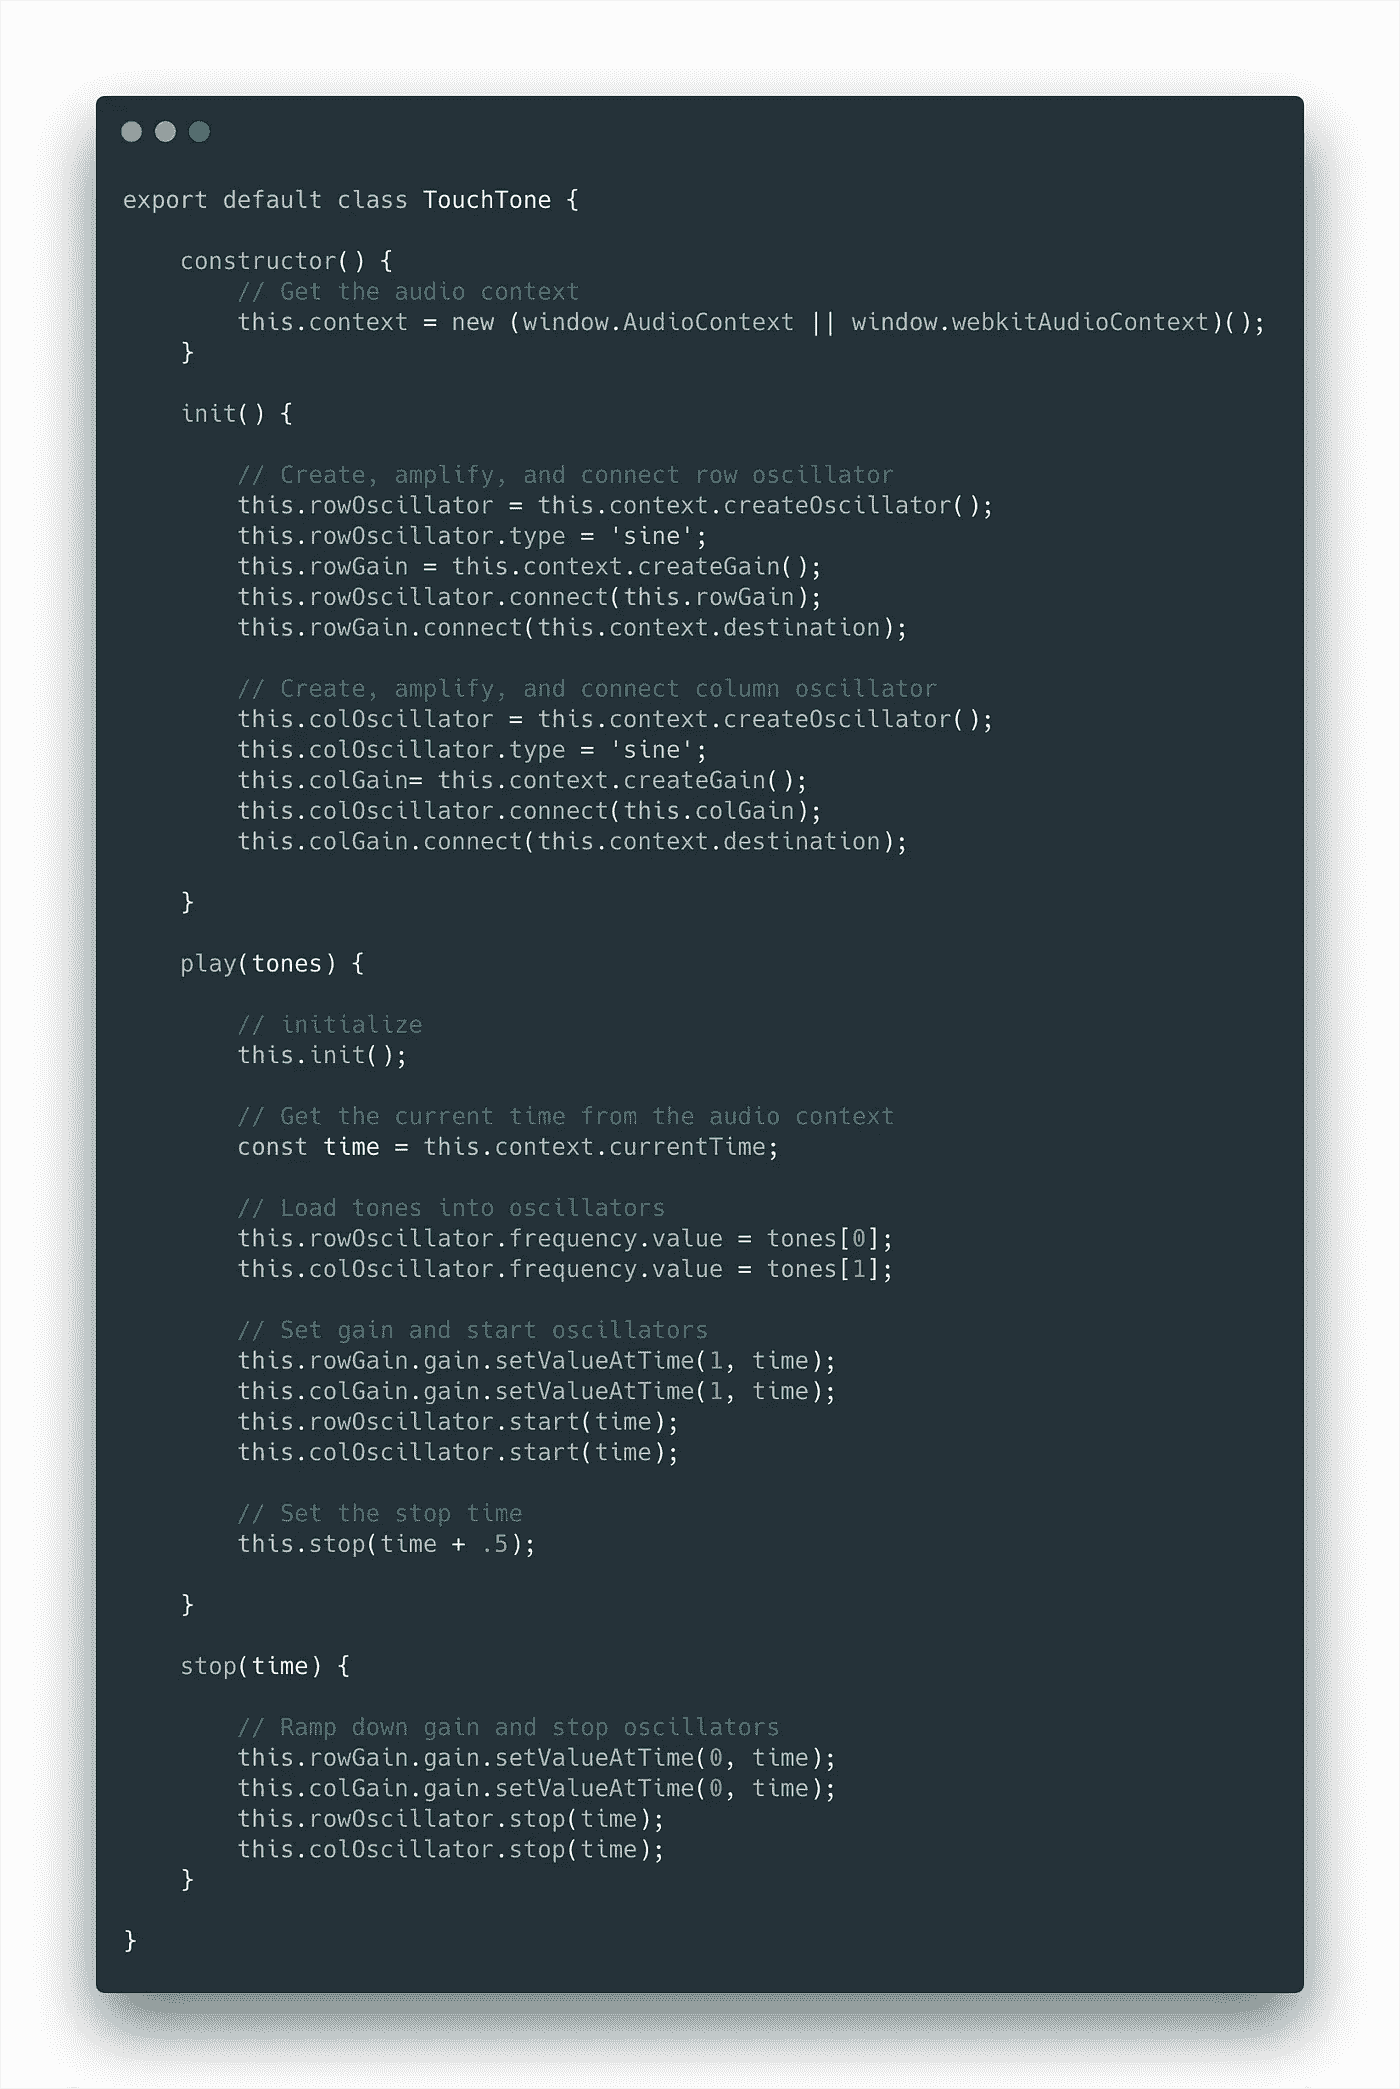 export default class TouchTone {
constructor() {
// Get the audio context
this.context = new (window.AudioContext || window.webkitAudioContext)();
}
init() {
// Create, amplify, and connect row oscillator
this.rowOscillator = this.context.createOscillator();
this.rowOscillator.type = 'sine';
this.rowGain = this.context.createGain();
this.rowOscillator.connect(this.rowGain);
this.rowGain.connect(this.context.destination);
// Create, amplify, and connect column oscillator
this.colOscillator = this.context.createOscillator();
this.colOscillator.type = 'sine';
this.colGain= this.context.createGain();
this.colOscillator.connect(this.colGain);
this.colGain.connect(this.context.destination);
}
play(tones) {
// initialize
this.init();
// Get the current time from the audio context
const time = this.context.currentTime;
// Load tones into oscillators
this.rowOscillator.frequency.value = tones[0];
this.colOscillator.frequency.value = tones[1];
// Set gain and start oscillators
this.rowGain.gain.setValueAtTime(1, time);
this.colGain.gain.setValueAtTime(1, time);
this.rowOscillator.start(time);
this.colOscillator.start(time);
// Set the stop time
this.stop(time + .5);
}
stop(time) {
// Ramp down gain and stop oscillators
this.rowGain.gain.setValueAtTime(0, time);
this.colGain.gain.setValueAtTime(0, time);
this.rowOscillator.stop(time);
this.colOscillator.stop(time);
}
}